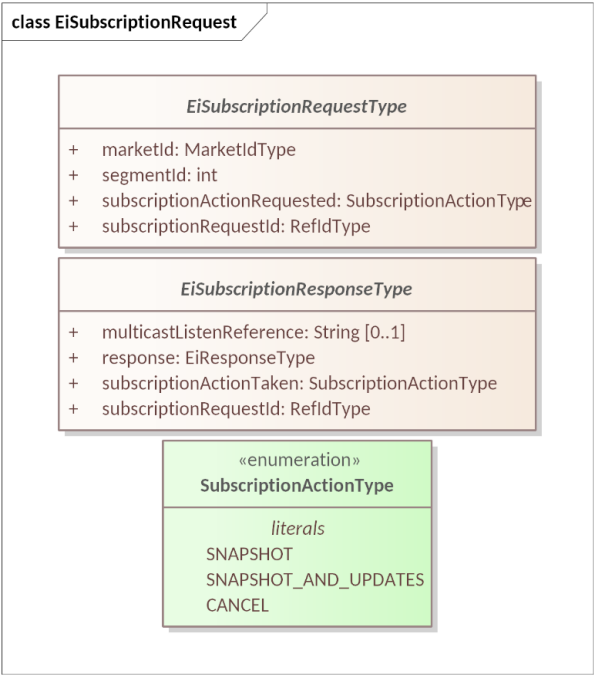 class EiSubscriptionRequest
EiSubscriptionRequestType
+ marketId: MarketIdType
+ segmentId: int
+ subscriptionActionRequested: SubscriptionActionType
+ subscriptionRequestId: RefIdType
EiSubscriptionResponseType
+ multicastListenReference: String [0..1]
+ response: EiResponseType
+ subscriptionActionTaken: SubscriptionActionType
+ subscriptionRequestId: RefIdType
«enumeration»
SubscriptionActionType
literals
SNAPSHOT
SNAPSHOT_AND_UPDATES
CANCEL